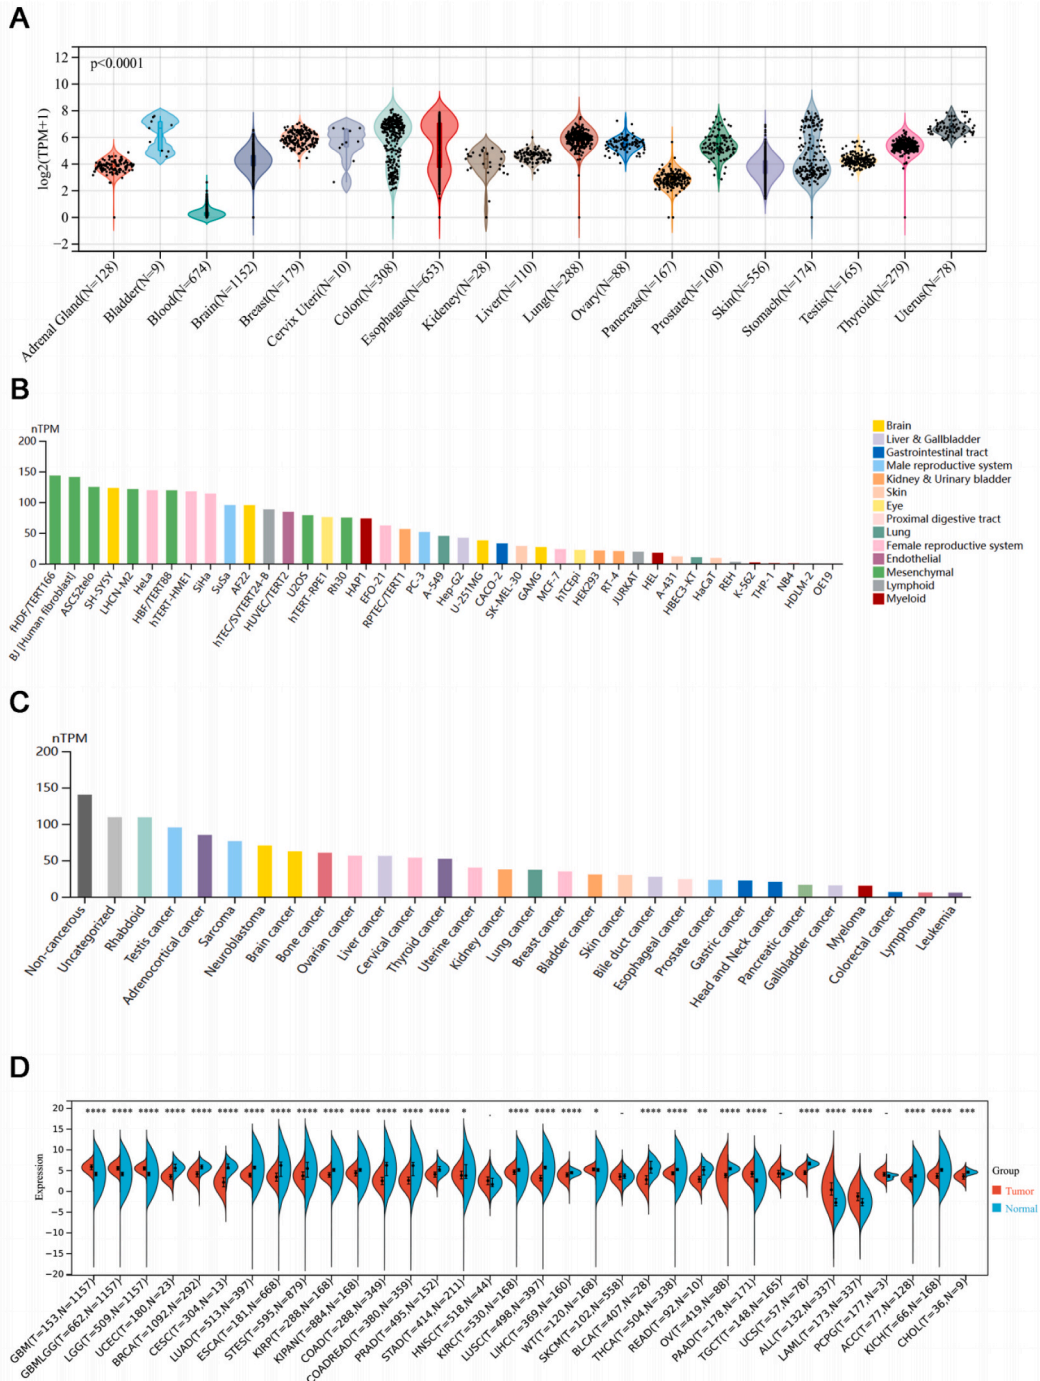 A
p<0.0001
log2(TPM+1)
12
10
8
6
4
2
0
−2
Adrenal Gland(N=128)
Bladder(N=9)
Blood(N=674)
Brain(N=1152)
Breast(N=179)
Cervix Uteri(N=10)
Colon(N=308)
Esophagus(N=653)
Kideney(N=28)
Liver(N=110)
Lung(N=288)
Ovary(N=88)
Pancreas(N=167)
Prostate(N=100)
Skin(N=556)
Stomach(N=174)
Testis(N=165)
Thyroid(N=279)
Uterus(N=78)
B
nTPM
200
150
100
50
0
fHDF/TERT166
BJ [Human fibroblast]
ASC52telo
SH-SY5Y
LHCN-M2
HeLa
HBF/TERT88
hTERT-HME1
SiHa
SuSa
AF22
hTEC/SVTERT24-B
HUVEC/TERT2
U2OS
hTERT-RPE1
Rh30
HAP1
EFO-21
RPTEC/TERT1
PC-3
A-549
Hep-G2
U-251MG
CACO-2
SK-MEL-30
GAMG
MCF-7
hTCEpi
HEK293
RT-4
JURKAT
HEL
A-431
HBEC3-KT
HaCaT
REH
K-562
THP-1
NB4
HDLM-2
OE19
Brain
Liver & Gallbladder
Gastrointestinal tract
Male reproductive system
Kidney & Urinary bladder
Skin
Eye
Proximal digestive tract
Lung
Female reproductive system
Endothelial
Mesenchymal
Lymphoid
Myeloid
C
nTPM
200
150
100
50
0
Non-cancerous
Uncategorized
Rhabdoid
Testis cancer
Adrenocortical cancer
Sarcoma
Neuroblastoma
Brain cancer
Bone cancer
Ovarian cancer
Liver cancer
Cervical cancer
Thyroid cancer
Uterine cancer
Kidney cancer
Lung cancer
Breast cancer
Bladder cancer
Skin cancer
Bile duct cancer
Esophageal cancer
Prostate cancer
Gastric cancer
Head and Neck cancer
Pancreatic cancer
Gallbladder cancer
Myeloma
Colorectal cancer
Lymphoma
Leukemia
D
Expression
20
15
10
5
0
−5
−10
−15
−20
**** **** **** **** **** **** **** **** **** **** **** **** **** **** * . **** **** **** * - **** **** ** **** **** **** **** **** - **** **** ***
GBM(T=153,N=1157)
GBMLGG(T=662,N=1157)
LGG(T=509,N=1157)
UCEC(T=180,N=23)
BRCA(T=1092,N=292)
CESC(T=304,N=13)
LUAD(T=513,N=397)
ESCA(T=181,N=668)
STES(T=595,N=879)
KIRP(T=288,N=168)
KIPAN(T=884,N=168)
COAD(T=288,N=349)
COADREAD(T=380,N=359)
PRAD(T=495,N=152)
STAD(T=414,N=211)
HNSC(T=518,N=44)
KIRC(T=530,N=168)
LUSC(T=498,N=397)
LIHC(T=369,N=160)
WT(T=120,N=168)
SKCM(T=102,N=558)
BLCA(T=407,N=28)
THCA(T=504,N=338)
READ(T=92,N=10)
OV(T=419,N=88)
PAAD(T=178,N=171)
TGCT(T=148,N=165)
UCS(T=57,N=78)
ALL(T=132,N=337)
LAML(T=173,N=337)
PCPG(T=177,N=3)
ACC(T=77,N=128)
KICH(T=66,N=168)
CHOL(T=36,N=9)
Group
Tumor
Normal